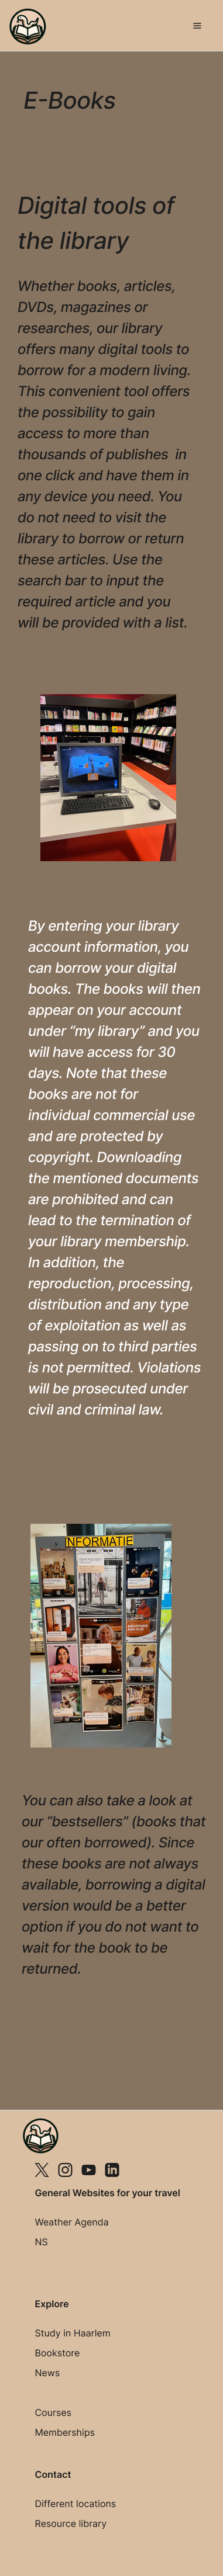 E-Books
Digital tools of
the library
Whether books, articles,
DVDs, magazines or
researches, our library
offers many digital tools to
borrow for a modern living.
This convenient tool offers
the possibility to gain
access to more than
thousands of publishes  in
one click and have them in
any device you need. You
do not need to visit the
library to borrow or return
these articles. Use the
search bar to input the
required article and you
will be provided with a list.
By entering your library
account information, you
can borrow your digital
books. The books will then
appear on your account
under “my library” and you
will have access for 30
days. Note that these
books are not for
individual commercial use
and are protected by
copyright. Downloading
the mentioned documents
are prohibited and can
lead to the termination of
your library membership.
In addition, the
reproduction, processing,
distribution and any type
of exploitation as well as
passing on to third parties
is not permitted. Violations
will be prosecuted under
civil and criminal law.
INFORMATIE
You can also take a look at
our “bestsellers” (books that
our often borrowed). Since
these books are not always
available, borrowing a digital
version would be a better
option if you do not want to
wait for the book to be
returned.
General Websites for your travel
Weather Agenda
NS
Explore
Study in Haarlem
Bookstore
News
Courses
Memberships
Contact
Different locations
Resource library